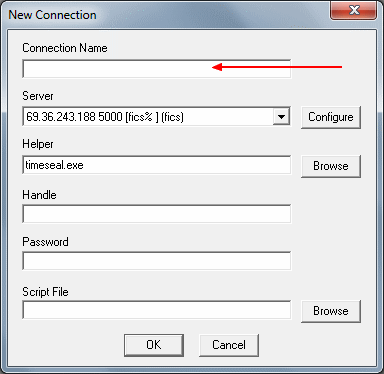 New Connection
Connection Name
Server
69.36.243.188 5000 [fics% ] (fics)
Configure
Helper
timeseal.exe
Browse
Handle
Password
Script File
Browse
OK
Cancel